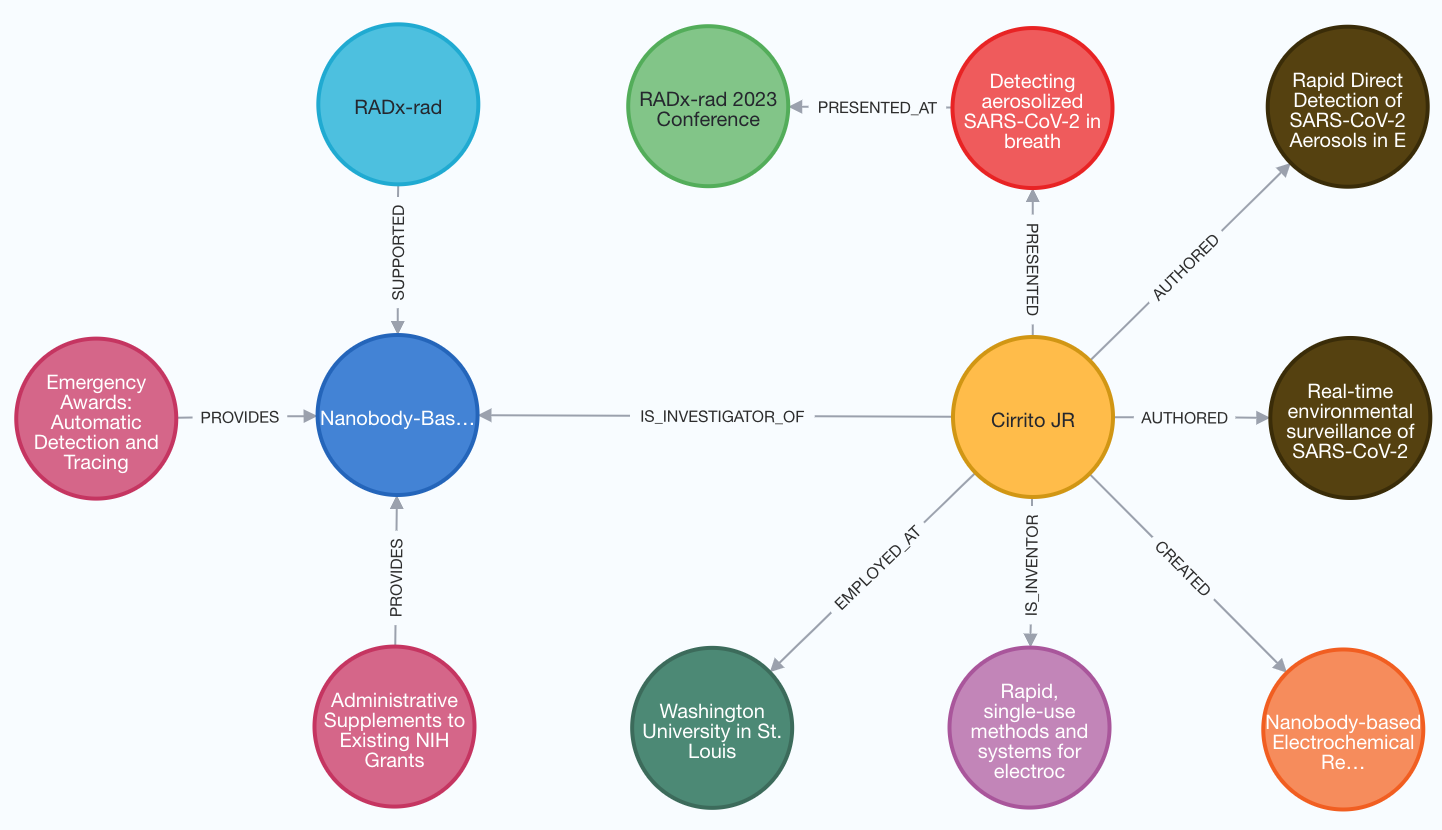 RADx-rad
RADx-rad 2023
Conference
PRESENTED_AT
Detecting
aerosolized
SARS-CoV-2 in
breath
Rapid Direct
Detection of
SARS-CoV-2
Aerosols in E
SUPPORTED
PRESENTED
AUTHORED
Emergency
Awards:
Automatic
Detection and
Tracing
PROVIDES
Nanobody-Bas…
IS_INVESTIGATOR_OF
Cirrito JR
AUTHORED
Real-time
environmental
surveillance of
SARS-CoV-2
PROVIDES
EMPLOYED_AT
IS_INVENTOR
CREATED
Administrative
Supplements to
Existing NIH
Grants
Washington
University in St.
Louis
Rapid,
single-use
methods and
systems for
electroc
Nanobody-based
Electrochemical
Re…